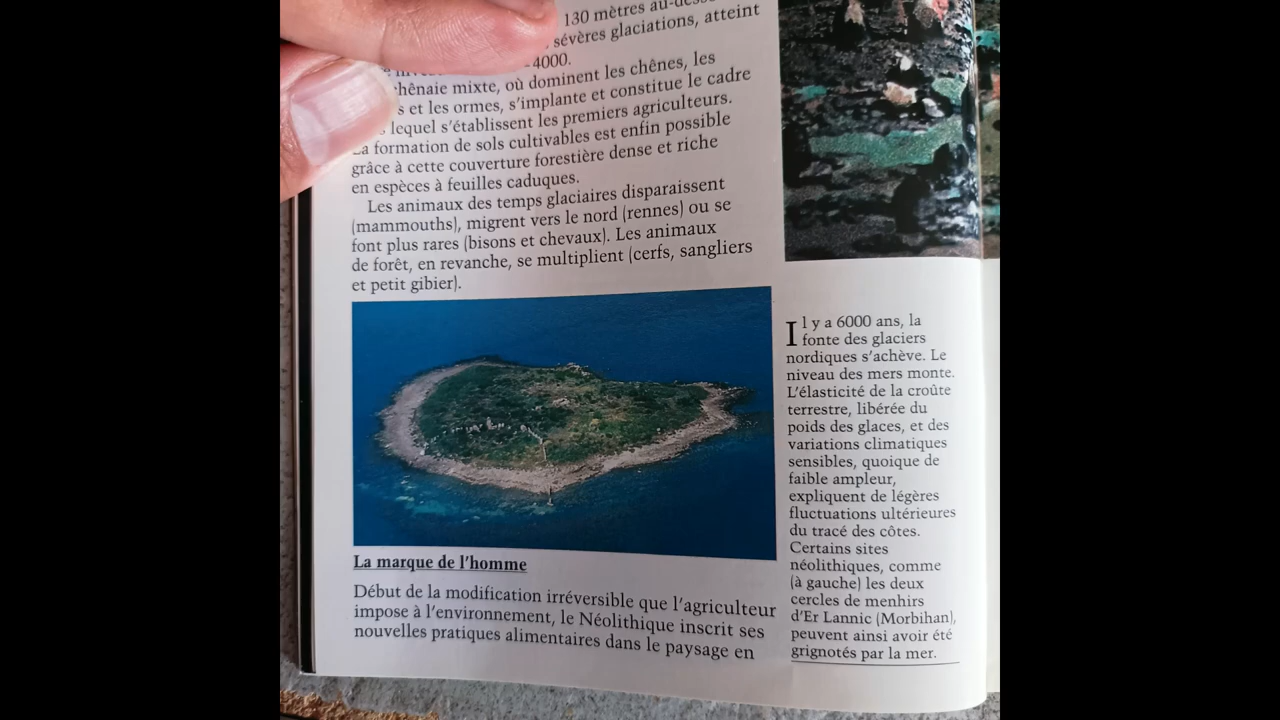 130 mètres au-dess
sévères glaciations, atteint
4000.
hênaie mixte, où dominent les chênes, les
s et les ormes, s'implante et constitue le cadre
lequel s'établissent les premiers agriculteurs.
La formation de sols cultivables est enfin possible
grâce à cette couverture forestière dense et riche
en espèces à feuilles caduques.
Les animaux des temps glaciaires disparaissent
(mammouths), migrent vers le nord (rennes) ou se
font plus rares (bisons et chevaux). Les animaux
de forêt, en revanche, se multiplient (cerfs, sangliers
et petit gibier).
La marque de l'homme
Début de la modification irréversible que l'agriculteur
impose à l'environnement, le Néolithique inscrit ses
nouvelles pratiques alimentaires dans le paysage en
Il y a 6000 ans, la
fonte des glaciers
nordiques s'achève. Le
niveau des mers monte.
L'élasticité de la croûte
terrestre, libérée du
poids des glaces, et des
variations climatiques
sensibles, quoique de
faible ampleur,
expliquent de légères
fluctuations ultérieures
du tracé des côtes.
Certains sites
néolithiques, comme
(à gauche) les deux
cercles de menhirs
d'Er Lannic (Morbihan),
peuvent ainsi avoir été
grignotés par la mer.